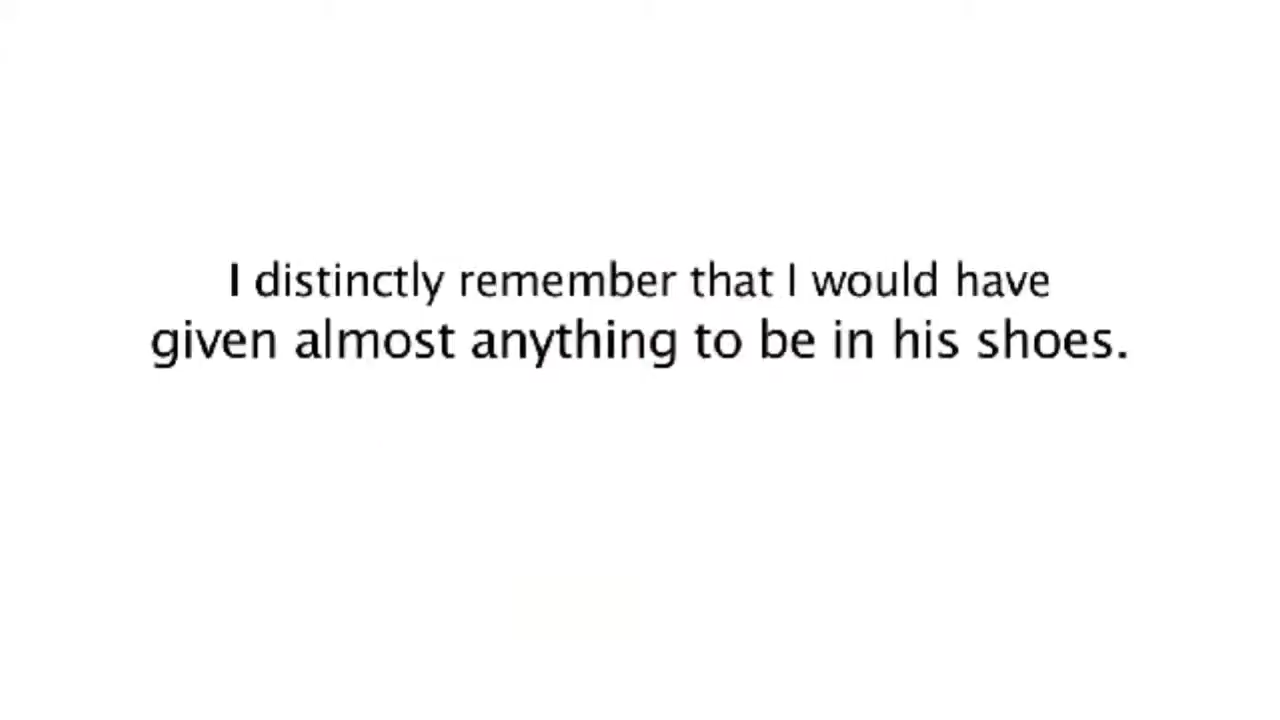 I distinctly remember that I would have
given almost anything to be in his shoes.